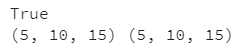 True
(5, 10, 15) (5, 10, 15)